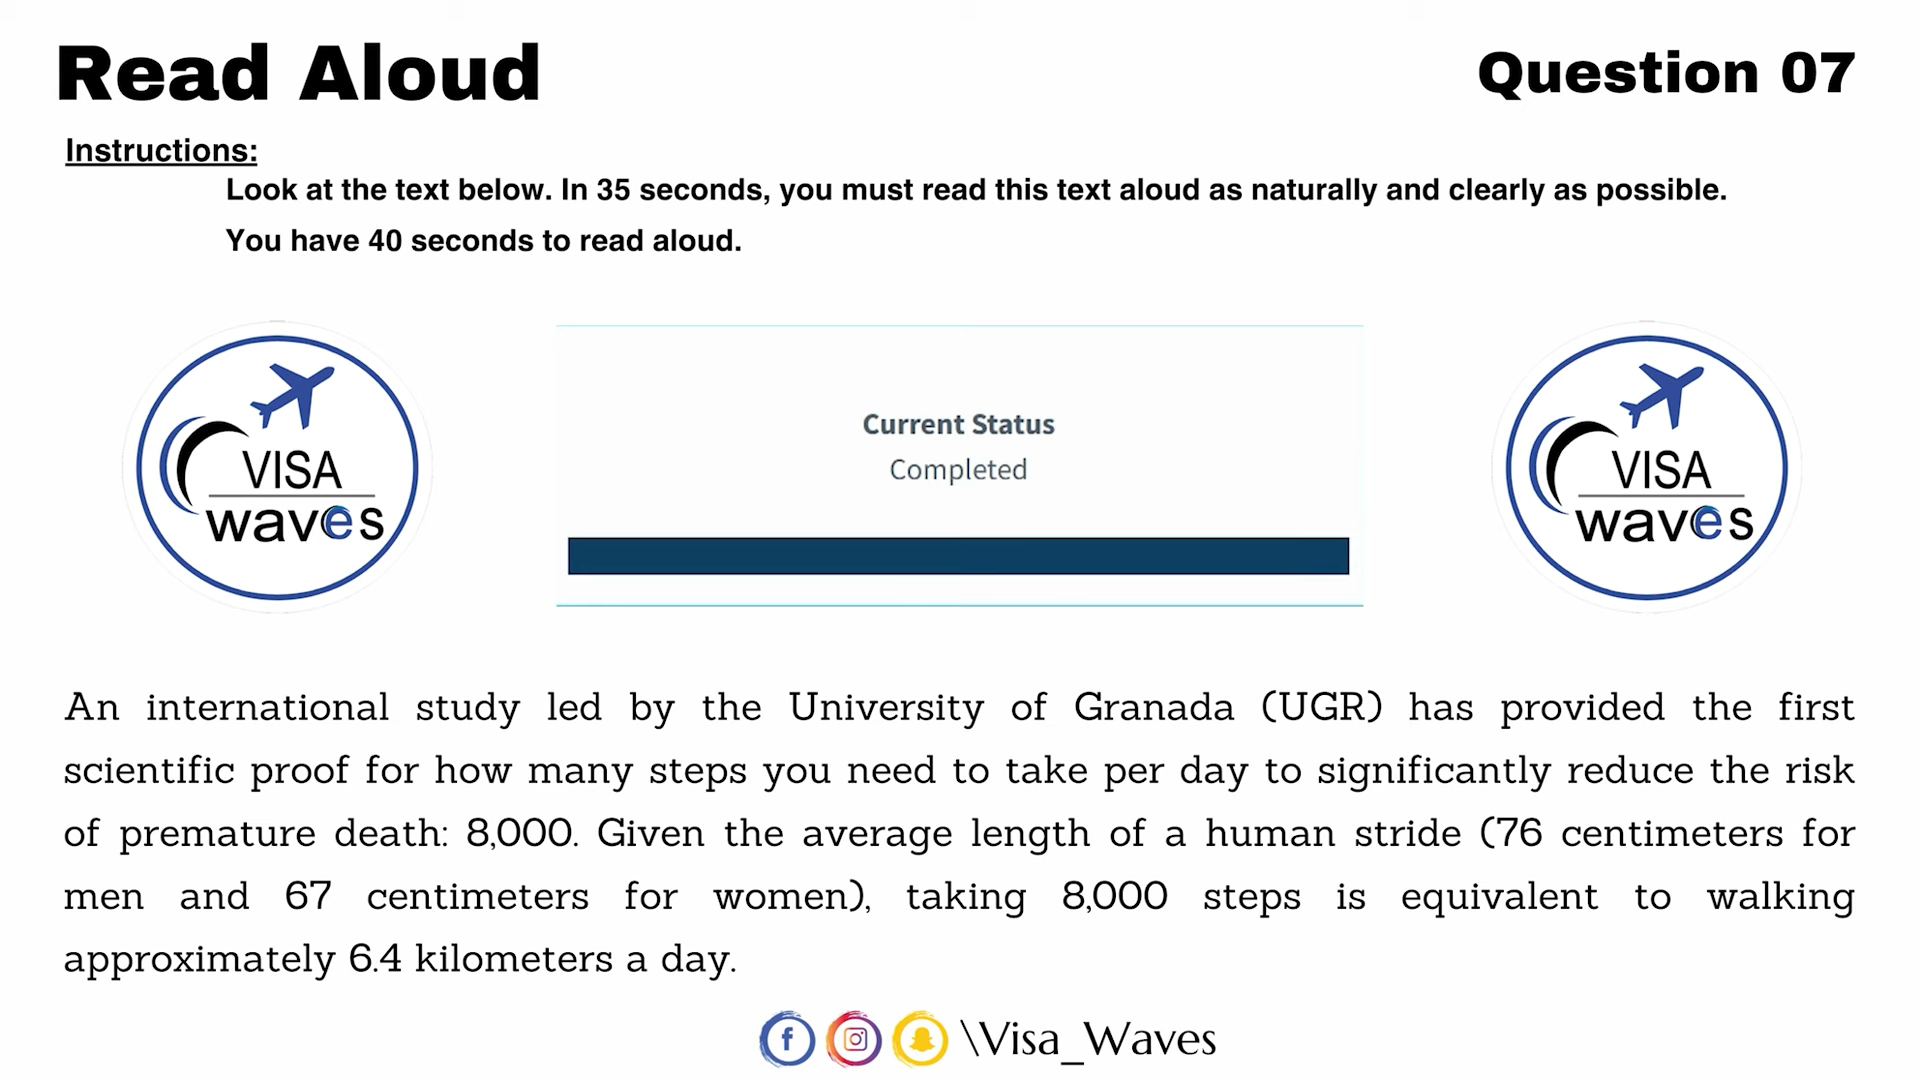 Read Aloud
Question 07
Instructions:
Look at the text below. In 35 seconds, you must read this text aloud as naturally and clearly as possible.
You have 40 seconds to read aloud.
VISA
waves
Current Status
Completed
VISA
waves
An international study led by the University of Granada (UGR) has provided the first
scientific proof for how many steps you need to take per day to significantly reduce the risk
of premature death: 8,000. Given the average length of a human stride (76 centimeters for
men and 67 centimeters for women), taking 8,000 steps is equivalent to walking
approximately 6.4 kilometers a day.
\Visa_Waves